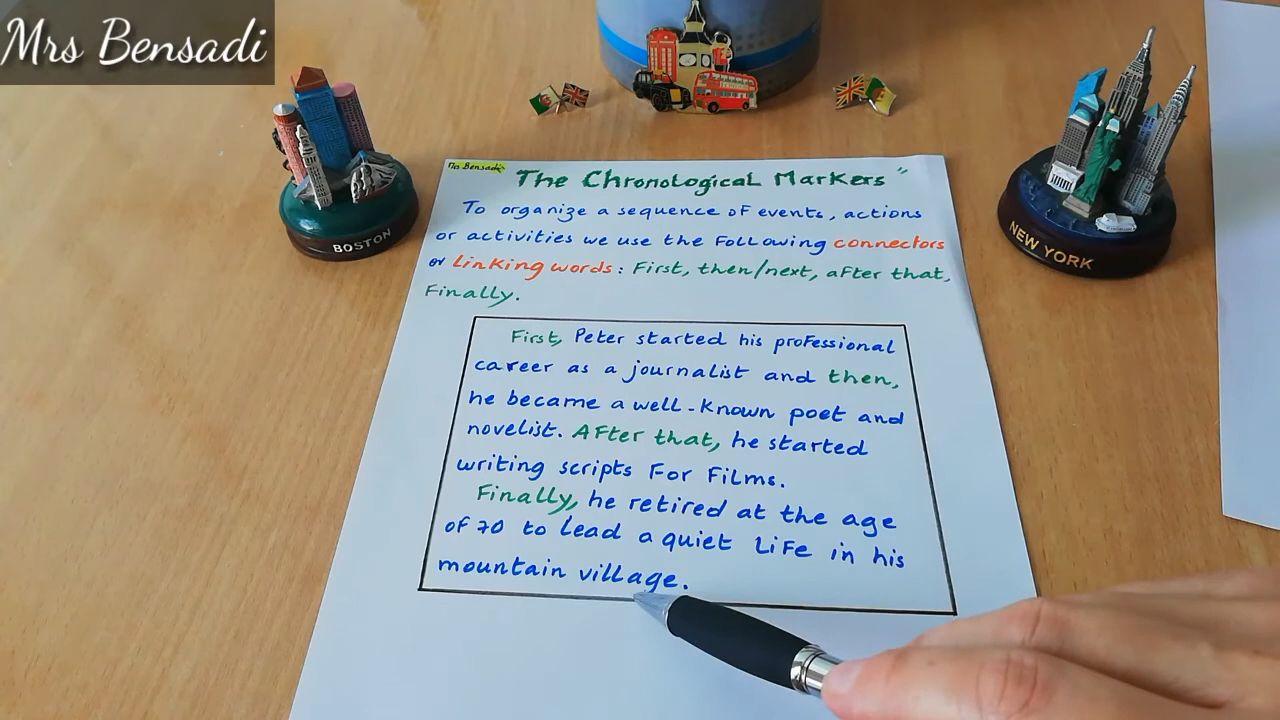 Mrs Bensadi
Mrs Bensadi
The Chronological Markers"
To organize a sequence of events, actions
or activities we use the following connectors
or linking words: First, then/next, after that,
Finally.
First, Peter started his professional
career as a journalist and then,
he became a well-known poet and
novelist. After that, he started
writing scripts for films.
Finally, he retired at the age
of 70 to lead a quiet life in his
mountain village.
BOSTON
NEW YORK